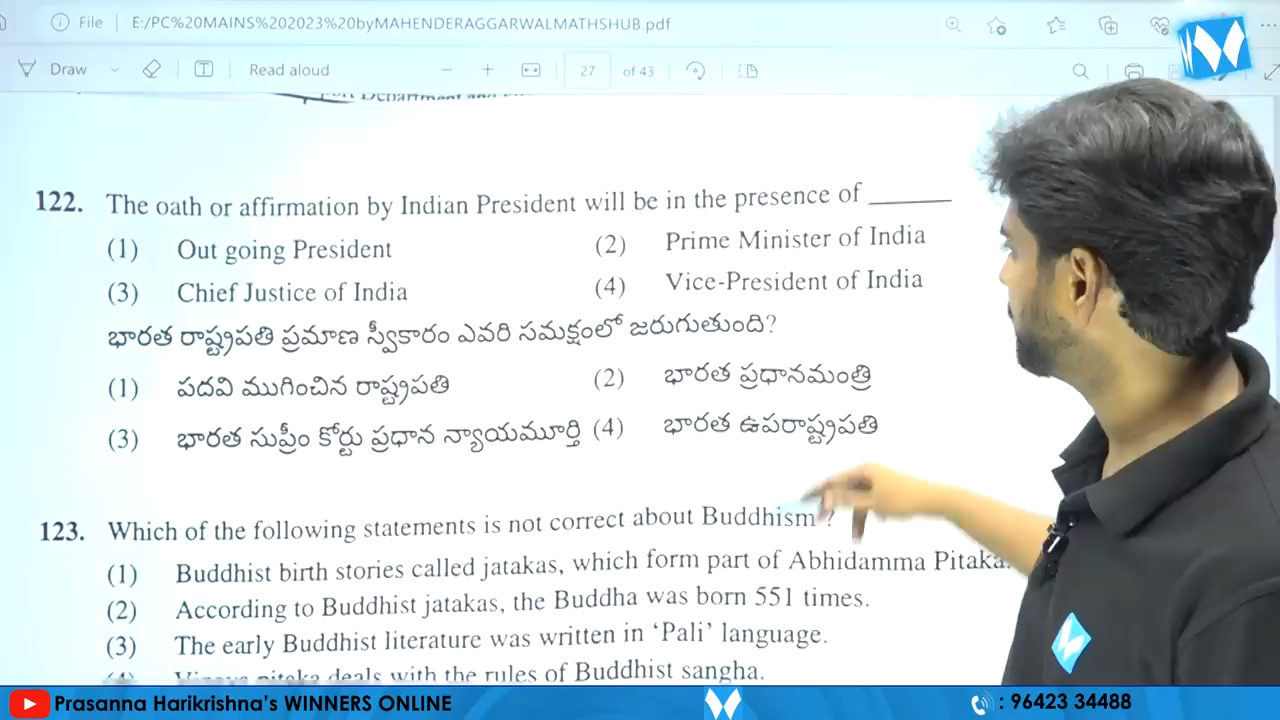 File E:/PC%20MAINS%202023%20byMAHENDERAGGARWALMATHSHUB.pdf
Draw Read aloud 27 of 43
122. The oath or affirmation by Indian President will be in the presence of ______
(1) Out going President (2) Prime Minister of India
(3) Chief Justice of India (4) Vice-President of India
భారత రాష్ట్రపతి ప్రమాణ స్వీకారం ఎవరి సమక్షంలో జరుగుతుంది?
(1) పదవి ముగించిన రాష్ట్రపతి (2) భారత ప్రధానమంత్రి
(3) భారత సుప్రీం కోర్టు ప్రధాన న్యాయమూర్తి (4) భారత ఉపరాష్ట్రపతి
123. Which of the following statements is not correct about Buddhism ?
(1) Buddhist birth stories called jatakas, which form part of Abhidamma Pitaka.
(2) According to Buddhist jatakas, the Buddha was born 551 times.
(3) The early Buddhist literature was written in ‘Pali’ language.
(4) Vinaya pitaka deals with the rules of Buddhist sangha.
Prasanna Harikrishna's WINNERS ONLINE : 96423 34488